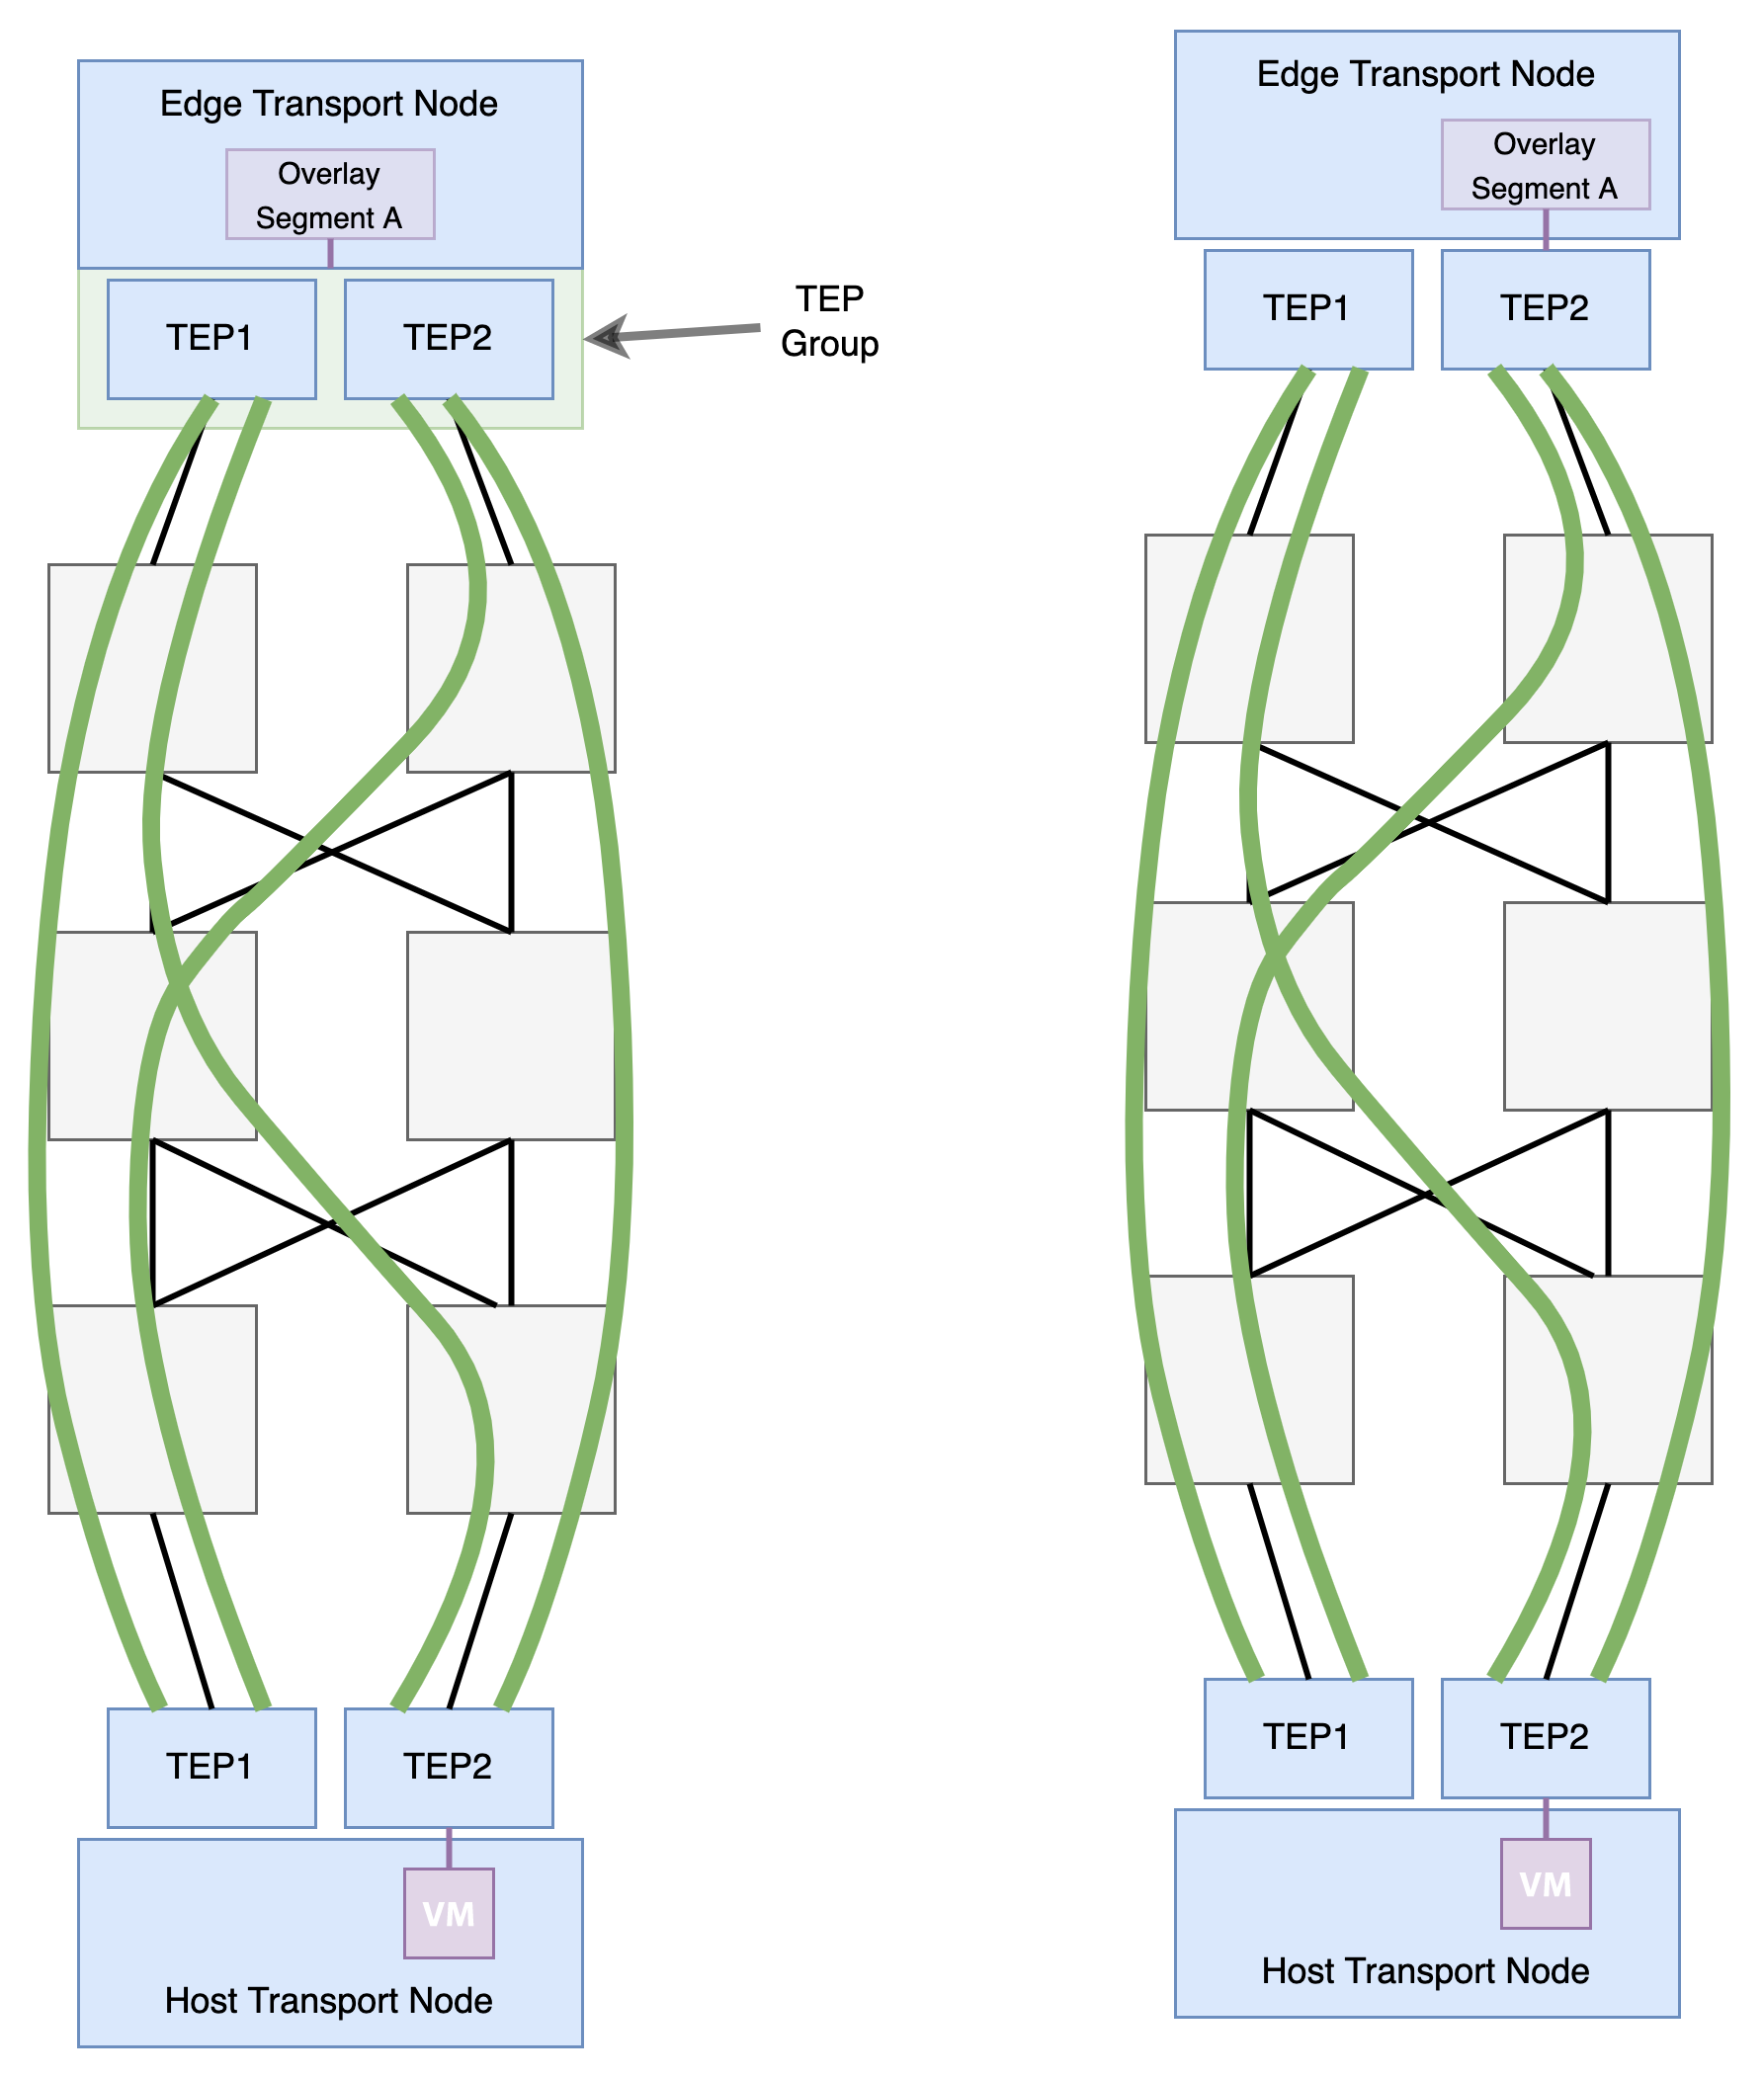 Edge Transport Node
Overlay
Segment A
TEP1
TEP2
TEP
Group
TEP1
TEP2
VM
Host Transport Node
Edge Transport Node
Overlay
Segment A
TEP1
TEP2
TEP1
TEP2
VM
Host Transport Node